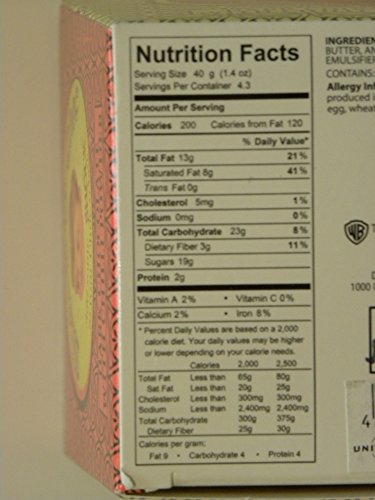 Nutrition Facts
Serving Size 40 g (1.4 oz)
Servings Per Container 4.3
Amount Per Serving
Calories 200 Calories from Fat 120
% Daily Value*
Total Fat 13g 21%
Saturated Fat 8g 41%
Trans Fat 0g
Cholesterol 5mg 1%
Sodium 0mg 0%
Total Carbohydrate 23g 8%
Dietary Fiber 3g 11%
Sugars 19g
Protein 2g
Vitamin A 2% • Vitamin C 0%
Calcium 2% • Iron 8%
* Percent Daily Values are based on a 2,000
calorie diet. Your daily values may be higher
or lower depending on your calorie needs.
Calories 2,000 2,500
Total Fat Less than 65g 80g
Sat Fat Less than 20g 25g
Cholesterol Less than 300mg 300mg
Sodium Less than 2,400mg 2,400mg
Total Carbohydrate 300g 375g
Dietary Fiber 25g 30g
Calories per gram:
Fat 9 • Carbohydrate 4 • Protein 4
INGREDIEN
BUTTER, AN
EMULSIFIER
CONTAINS:
Allergy Inf
produced i
egg, whea
WB T
D
1000
4
UNI